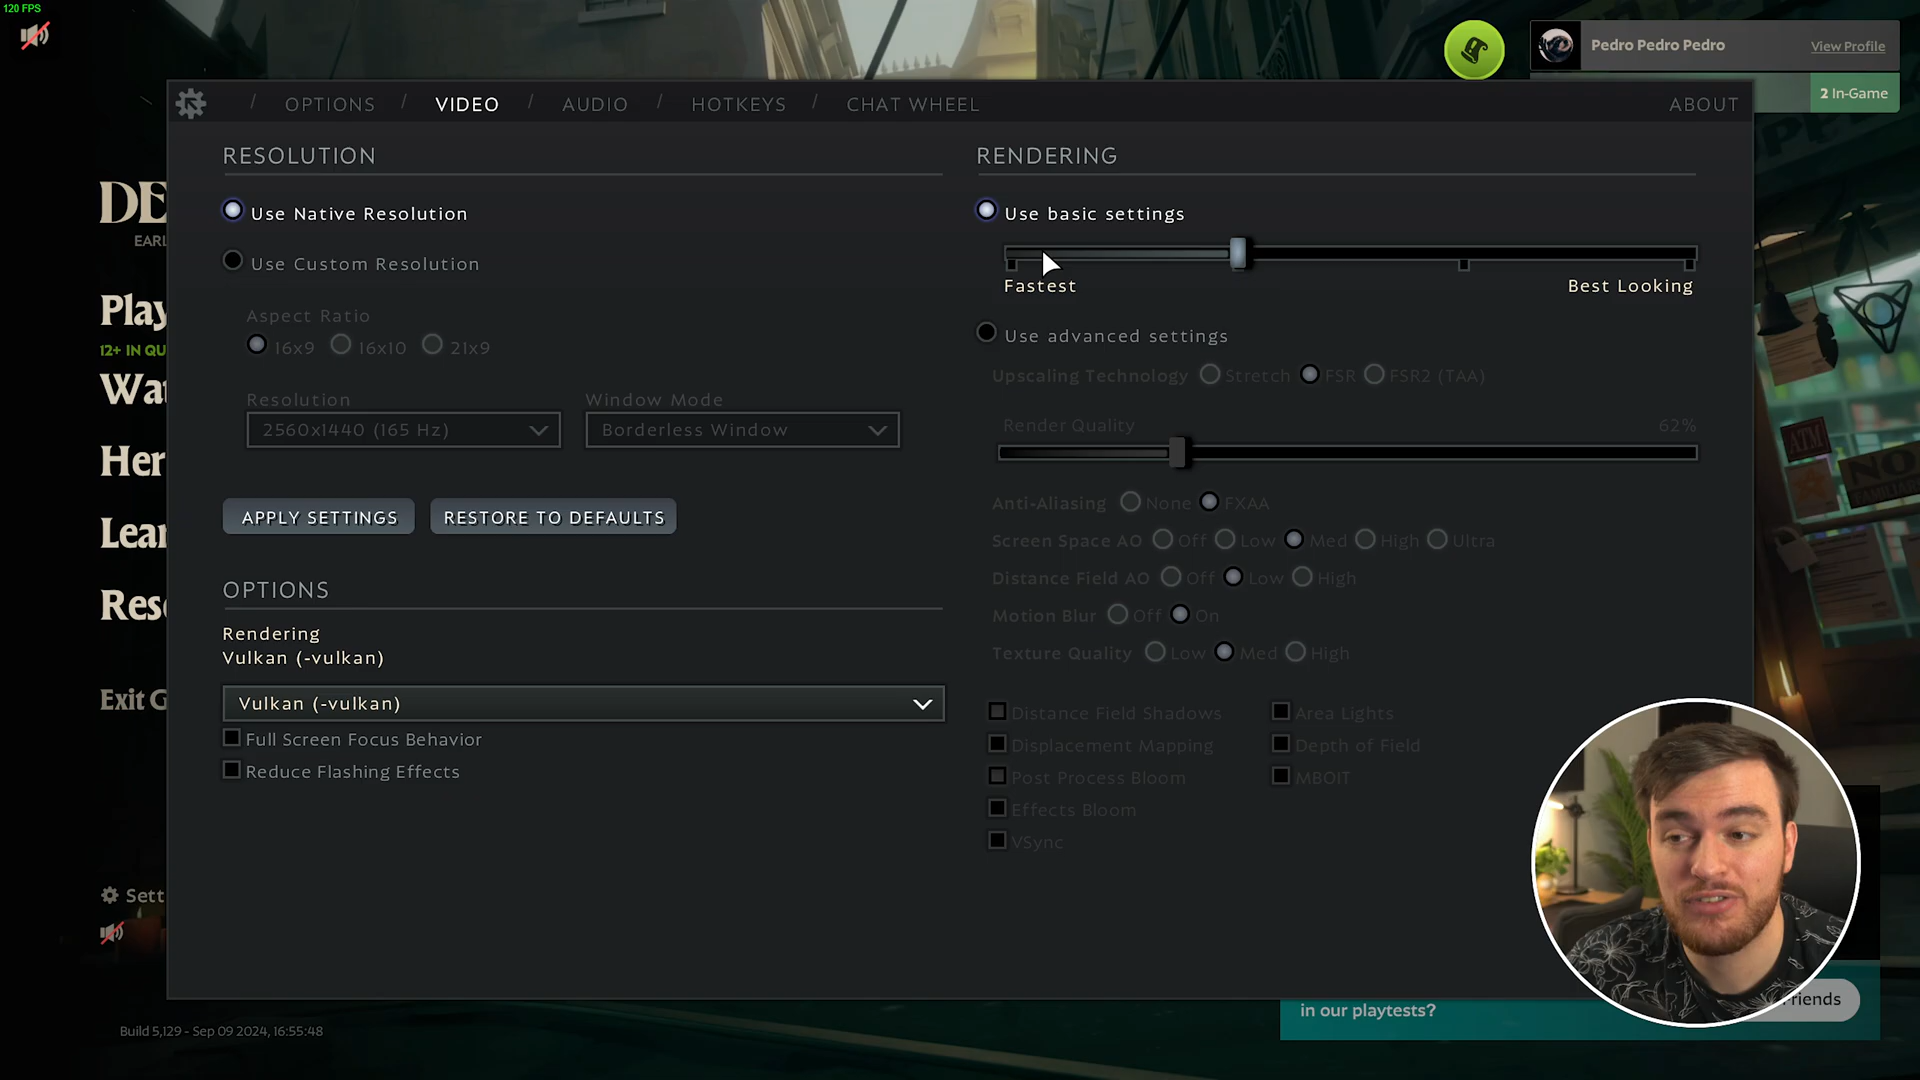 120 FPS
Pedro Pedro Pedro
View Profile
2 In-Game
OPTIONS / VIDEO / AUDIO / HOTKEYS / CHAT WHEEL
ABOUT
DE
EARL
Play
12+ IN QU
Wat
Her
Lear
Reso
Exit G
Sett
RESOLUTION
Use Native Resolution
Use Custom Resolution
Aspect Ratio
16x9 16x10 21x9
Resolution
Window Mode
2560x1440 (165 Hz)
Borderless Window
APPLY SETTINGS
RESTORE TO DEFAULTS
OPTIONS
Rendering
Vulkan (-vulkan)
Vulkan (-vulkan)
Full Screen Focus Behavior
Reduce Flashing Effects
RENDERING
Use basic settings
Fastest
Best Looking
Use advanced settings
Upscaling Technology Stretch FSR FSR2 (TAA)
Render Quality
62%
Anti-Aliasing None FXAA
Screen Space AO Off Low Med High Ultra
Distance Field AO Off Low High
Motion Blur Off On
Texture Quality Low Med High
Distance Field Shadows
Area Lights
Displacement Mapping
Depth of Field
Post Process Bloom
MBOIT
Effects Bloom
VSync
ATM
NO
in our playtests?
riends
Build 5,129 - Sep 09 2024, 16:55:48